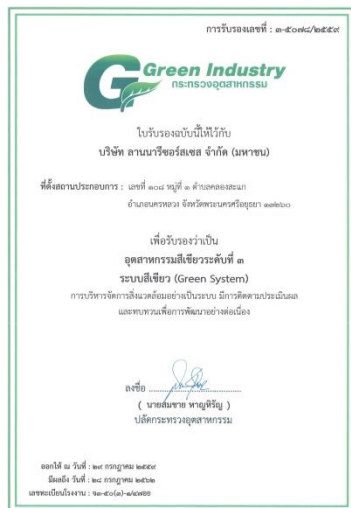 การรับรองเลขที่ : ๓-๕๐๗๘/๒๕๕๙
Green Industry
กระทรวงอุตสาหกรรม
ใบรับรองฉบับนี้ให้ไว้กับ
บริษัท ลานนารีซอร์สเซส จำกัด (มหาชน)
ที่ตั้งสถานประกอบการ : เลขที่ ๑๐๘ หมู่ที่ ๑ ตำบลคลองสะแก
อำเภอนครหลวง จังหวัดพระนครศรีอยุธยา ๑๓๒๖๐
เพื่อรับรองว่าเป็น
อุตสาหกรรมสีเขียวระดับที่ ๓
ระบบสีเขียว (Green System)
การบริหารจัดการสิ่งแวดล้อมอย่างเป็นระบบ มีการติดตามประเมินผล
และทบทวนเพื่อการพัฒนาอย่างต่อเนื่อง
ลงชื่อ
( นายสมชาย หาญหิรัญ )
ปลัดกระทรวงอุตสาหกรรม
ออกให้ ณ วันที่ : ๒๙ กรกฎาคม ๒๕๕๙
มีผลถึง วันที่ : ๒๘ กรกฎาคม ๒๕๖๒
เลขทะเบียนโรงงาน :